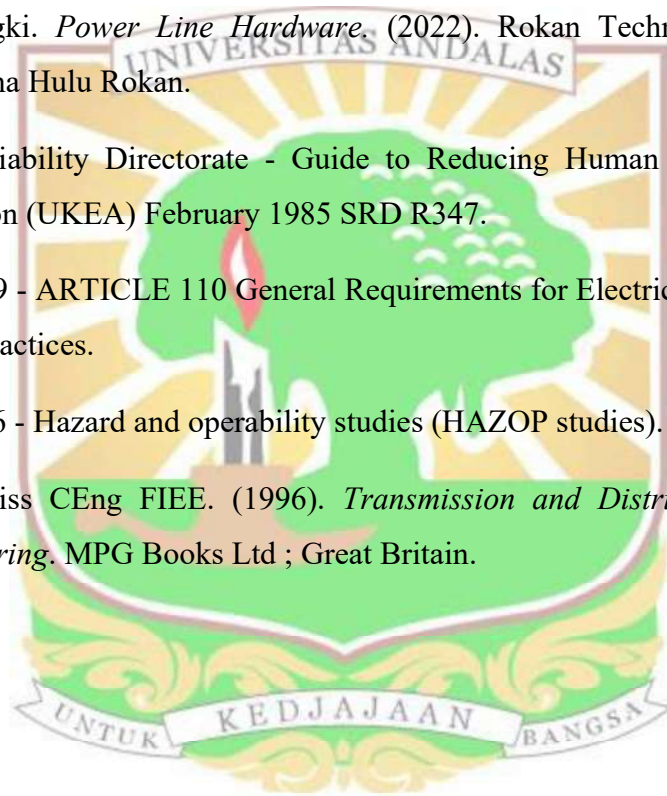 gki. Power Line Hardware. (2022). Rokan Techn
UNIVERSITAS ANDALAS
na Hulu Rokan.
iability Directorate - Guide to Reducing Human
on (UKEA) February 1985 SRD R347.
9 - ARTICLE 110 General Requirements for Electric
actices.
6 - Hazard and operability studies (HAZOP studies).
iss CEng FIEE. (1996). Transmission and Distri
ring. MPG Books Ltd ; Great Britain.
UNTUK KEDJAJAAN BANGSA